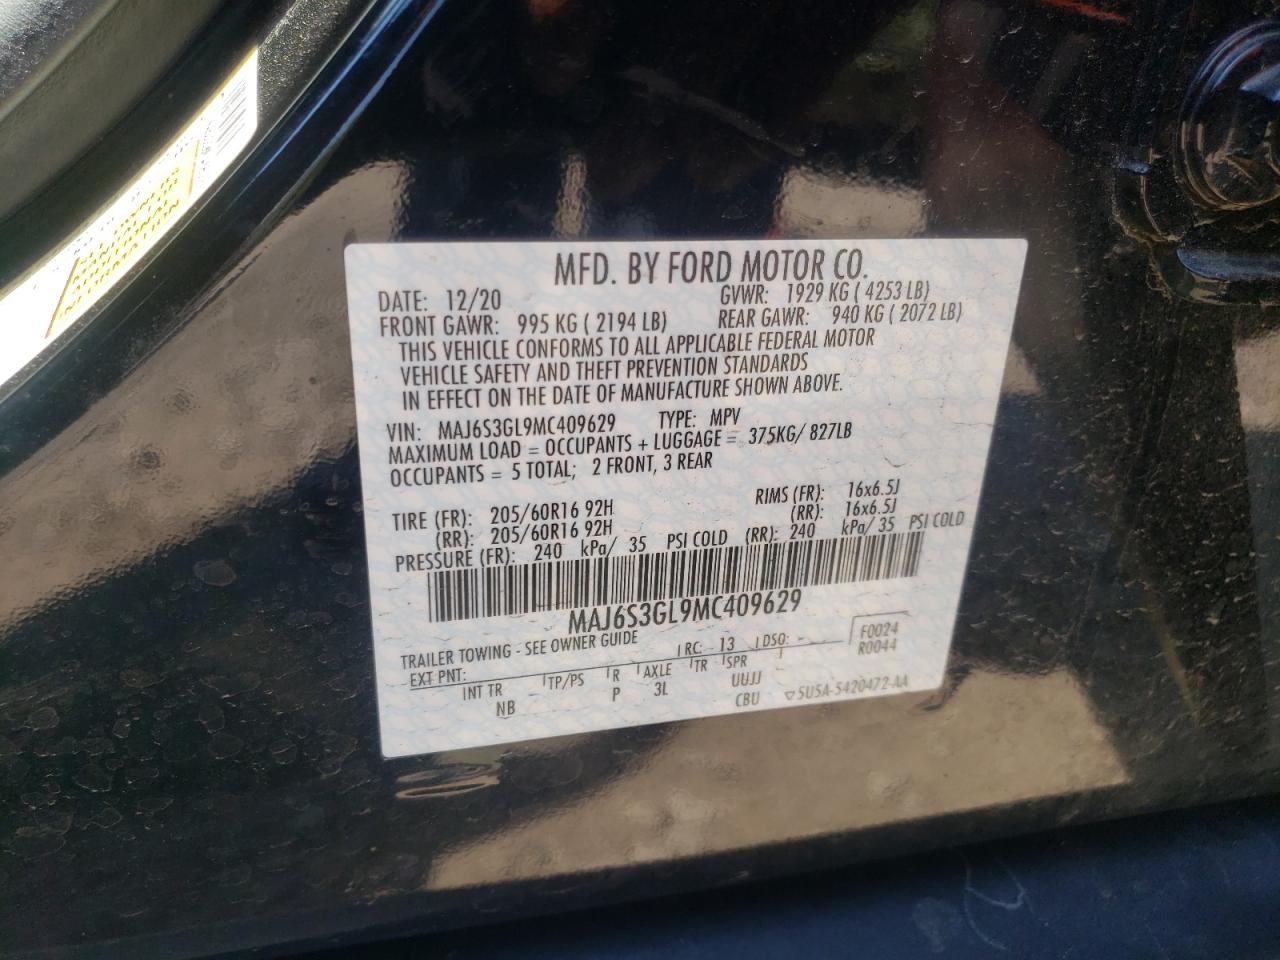 MFD. BY FORD MOTOR CO.
DATE: 12/20 GVWR: 1929 KG ( 4253 LB)
FRONT GAWR: 995 KG ( 2194 LB) REAR GAWR: 940 KG ( 2072 LB)
THIS VEHICLE CONFORMS TO ALL APPLICABLE FEDERAL MOTOR
VEHICLE SAFETY AND THEFT PREVENTION STANDARDS
IN EFFECT ON THE DATE OF MANUFACTURE SHOWN ABOVE.
VIN: MAJ6S3GL9MC409629 TYPE: MPV
MAXIMUM LOAD = OCCUPANTS + LUGGAGE = 375KG/ 827LB
OCCUPANTS = 5 TOTAL; 2 FRONT, 3 REAR
TIRE (FR): 205/60R16 92H RIMS (FR): 16x6.5J
(RR): 205/60R16 92H (RR): 16x6.5J
PRESSURE (FR): 240 kPa/ 35 PSI COLD (RR): 240 kPa/ 35 PSI COLD
MAJ6S3GL9MC409629
TRAILER TOWING - SEE OWNER GUIDE
EXT PNT: RC: 13 DSO: F0024
R0044
INT TR TP/PS R AXLE TR SPR
NB P 3L UUJJ
CBU 5U5A-5420472-AA
INFORMATION